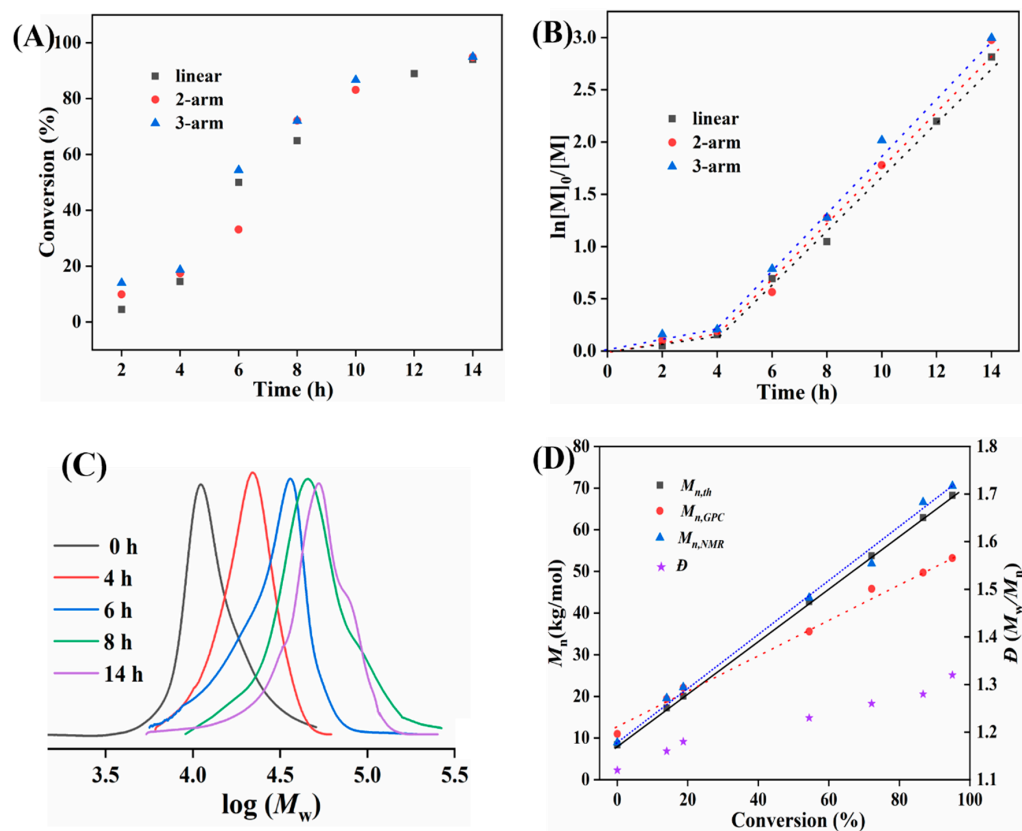 (A)
100
80
60
40
20
0
Conversion (%)
linear
2-arm
3-arm
2 4 6 8 10 12 14
Time (h)
(B)
3.0
2.5
2.0
1.5
1.0
0.5
0.0
ln[M]0/[M]
linear
2-arm
3-arm
0 2 4 6 8 10 12 14
Time (h)
(C)
0 h
4 h
6 h
8 h
14 h
3.5 4.0 4.5 5.0 5.5
log (Mw)
(D)
80
70
60
50
40
30
20
10
0
Mn(kg/mol)
Mn,th
Mn,GPC
Mn,NMR
Đ
1.8
1.7
1.6
1.5
1.4
1.3
1.2
1.1
Đ (Mw/Mn)
0 20 40 60 80 100
Conversion (%)